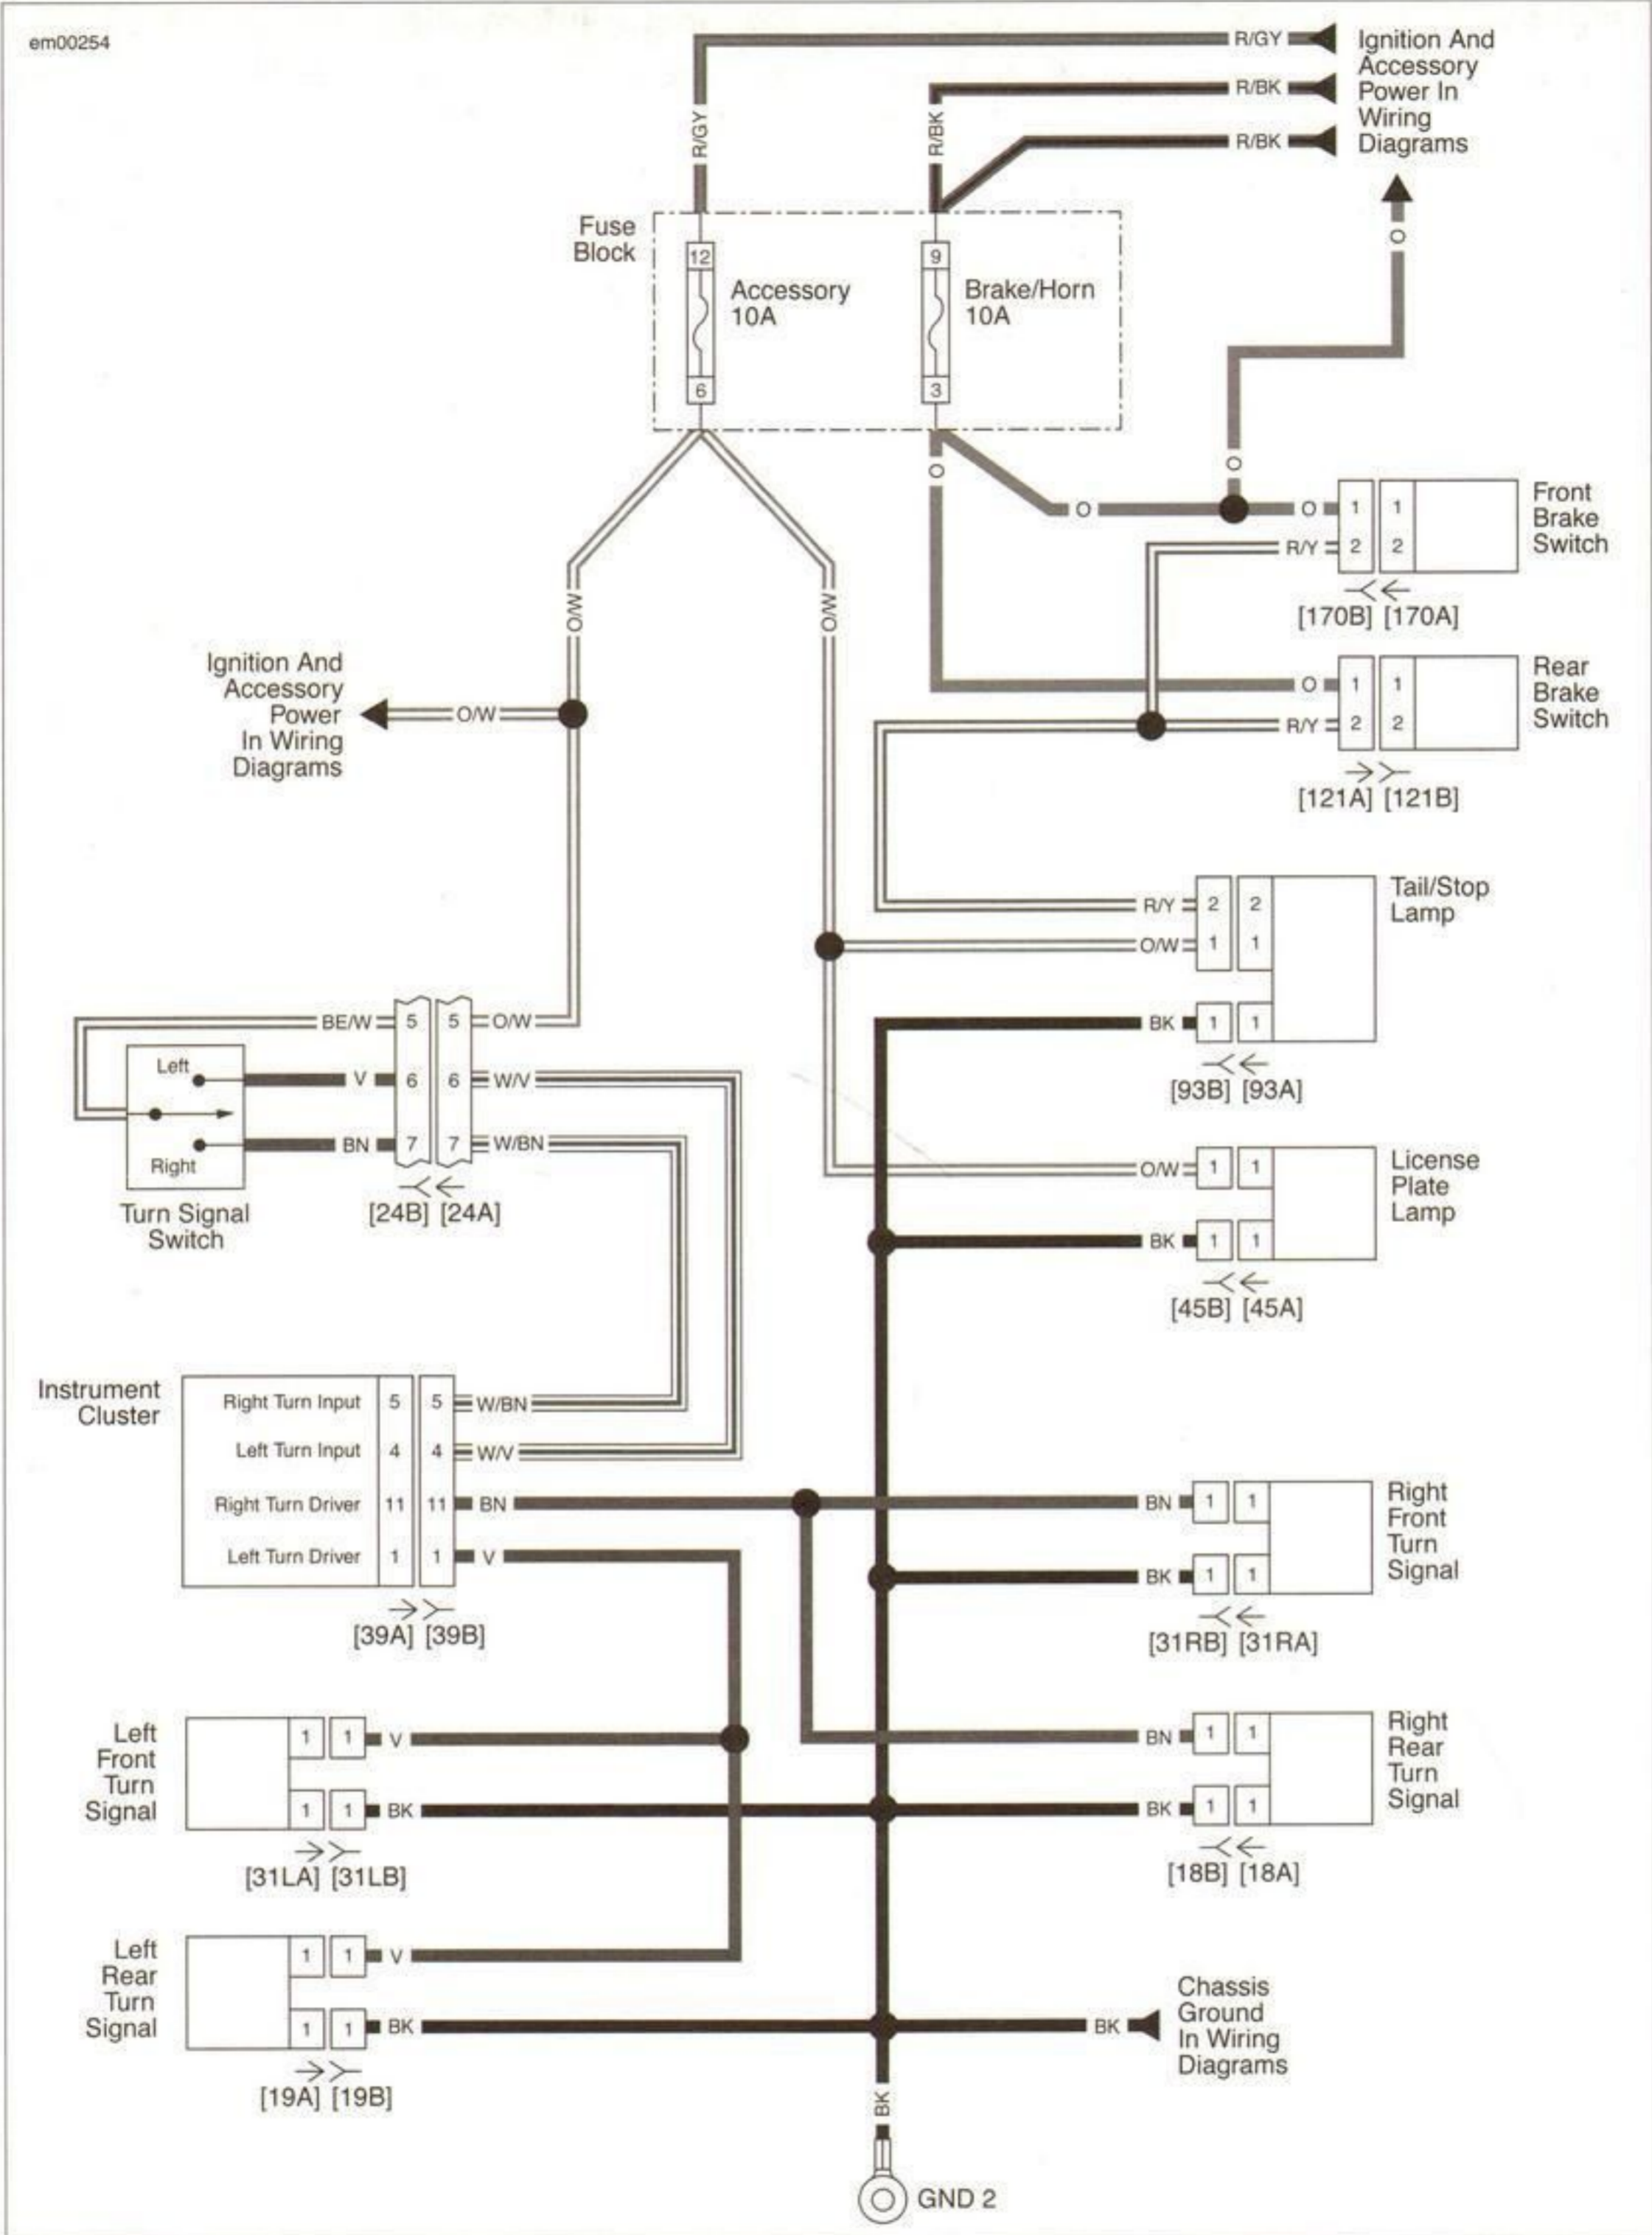 em00254
R/GY
R/BK
R/BK
Ignition And
Accessory
Power In
Wiring
Diagrams
R/GY
R/BK
O
Fuse
Block
12
Accessory
10A
6
9
Brake/Horn
10A
3
O
O
O
O
1 1
R/Y 2 2
Front
Brake
Switch
[170B] [170A]
O/W
O/W
O 1 1
R/Y 2 2
Rear
Brake
Switch
[121A] [121B]
Ignition And
Accessory
Power
In Wiring
Diagrams
O/W
R/Y 2 2
O/W 1 1
BK 1 1
Tail/Stop
Lamp
[93B] [93A]
BE/W 5 5 O/W
Left
V 6 6 W/V
BN 7 7 W/BN
Right
Turn Signal
Switch
[24B] [24A]
O/W 1 1
BK 1 1
License
Plate
Lamp
[45B] [45A]
Instrument
Cluster
Right Turn Input 5 5 W/BN
Left Turn Input 4 4 W/V
Right Turn Driver 11 11 BN
Left Turn Driver 1 1 V
[39A] [39B]
BN 1 1
BK 1 1
Right
Front
Turn
Signal
[31RB] [31RA]
Left
Front
Turn
Signal
1 1 V
1 1 BK
[31LA] [31LB]
BN 1 1
BK 1 1
Right
Rear
Turn
Signal
[18B] [18A]
Left
Rear
Turn
Signal
1 1 V
1 1 BK
[19A] [19B]
BK
Chassis
Ground
In Wiring
Diagrams
BK
GND 2